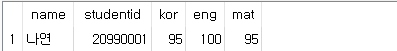 name studentid kor eng mat
1 나연 20990001 95 100 95